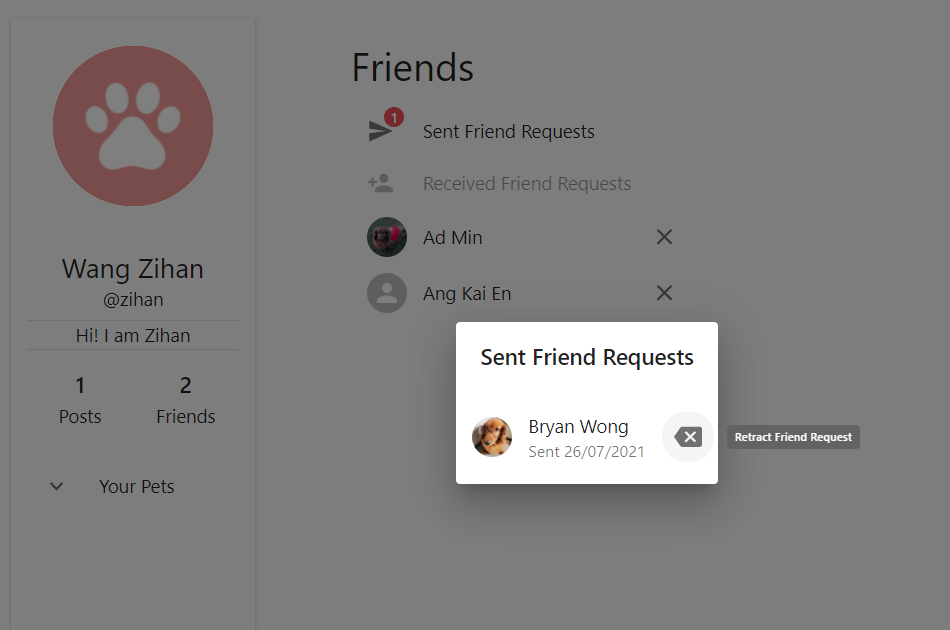 Wang Zihan
@zihan
Hi! I am Zihan
1 2
Posts Friends
Your Pets
Friends
1
Sent Friend Requests
Received Friend Requests
Ad Min
Ang Kai En
Sent Friend Requests
Bryan Wong
Sent 26/07/2021
Retract Friend Request